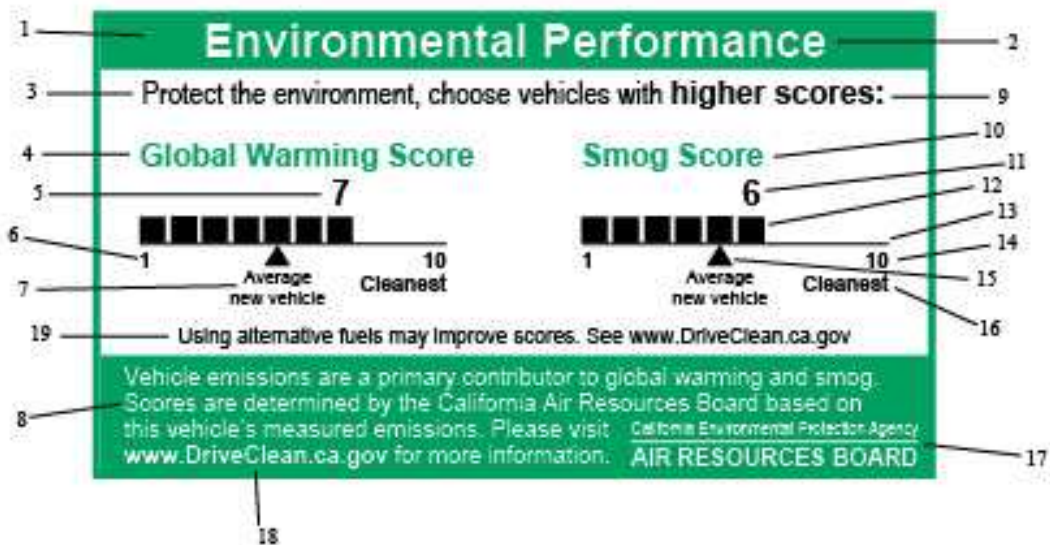 1 Environmental Performance 2
3 Protect the environment, choose vehicles with higher scores: 9
4 Global Warming Score Smog Score 10
5 7 6 11
12
13
6 1 10 1 10 14
15
7 Average Average
new vehicle Cleanest new vehicle Cleanest
16
19 Using alternative fuels may improve scores. See www.DriveClean.ca.gov
Vehicle emissions are a primary contributor to global warming and smog.
8 Scores are determined by the California Air Resources Board based on
this vehicle's measured emissions. Please visit California Environmental Protection Agency
www.DriveClean.ca.gov for more information. AIR RESOURCES BOARD 17
18